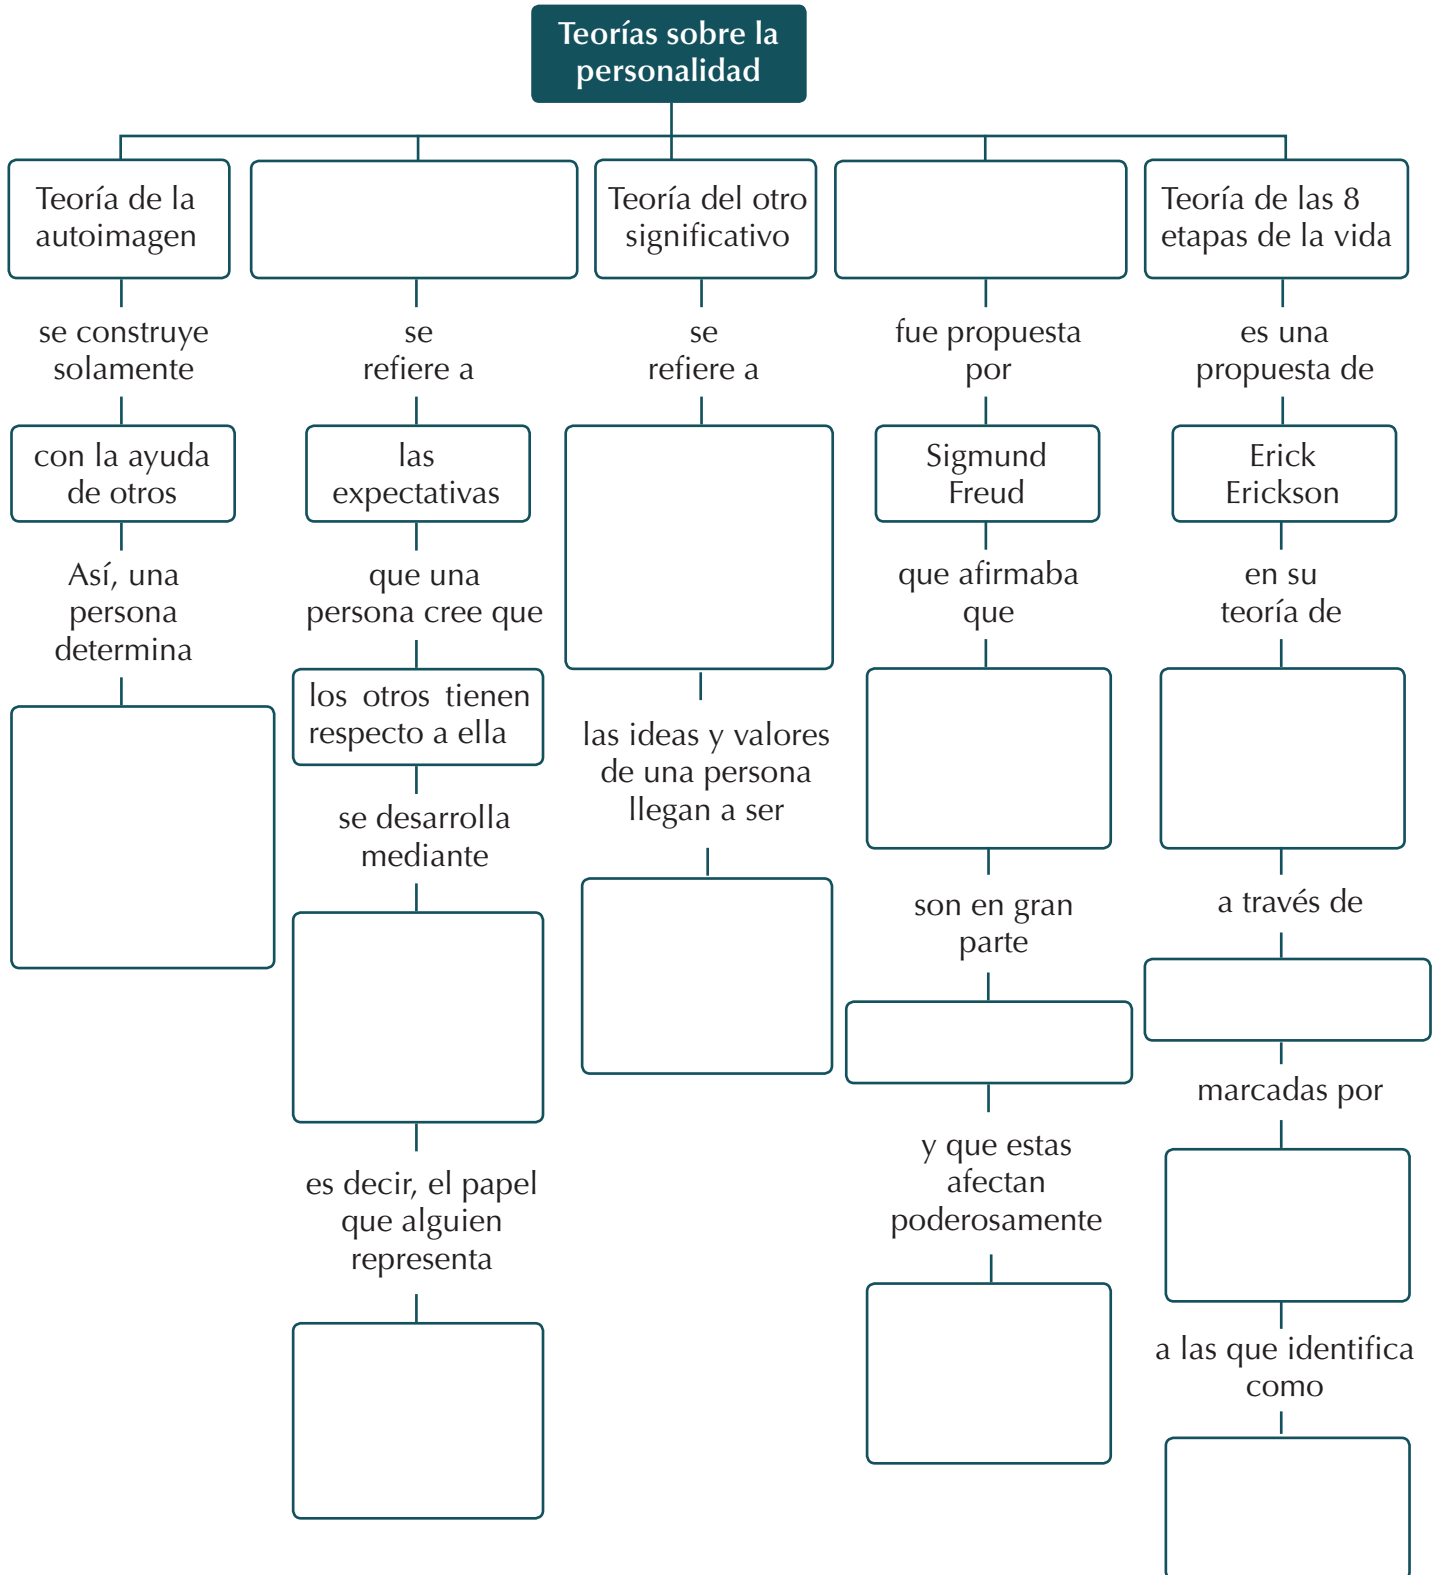 Teorías sobre la
personalidad
Teoría de la
autoimagen
se construye
solamente
con la ayuda
de otros
Así, una
persona
determina
se
refiere a
las
expectativas
que una
persona cree que
los otros tienen
respecto a ella
se desarrolla
mediante
es decir, el papel
que alguien
representa
Teoría del otro
significativo
se
refiere a
las ideas y valores
de una persona
llegan a ser
fue propuesta
por
Sigmund
Freud
que afirmaba
que
son en gran
parte
y que estas
afectan
poderosamente
Teoría de las 8
etapas de la vida
es una
propuesta de
Erick
Erickson
en su
teoría de
a través de
marcadas por
a las que identifica
como